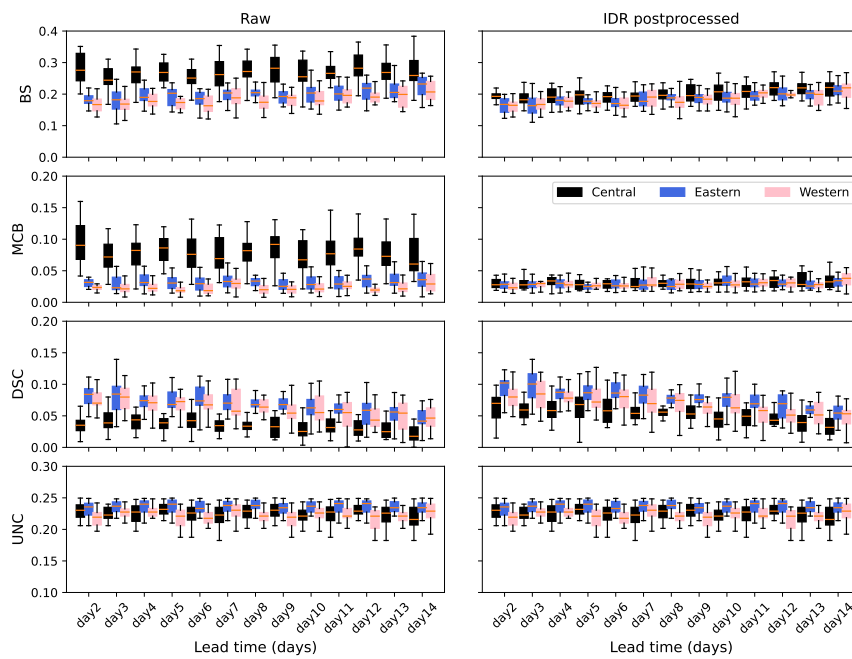 Raw
IDR postprocessed
0.4
0.3
0.2
0.1
0.0
BS
0.20
0.15
0.10
0.05
0.00
MCB
Central
Eastern
Western
0.20
0.15
0.10
0.05
0.00
DSC
0.30
0.25
0.20
0.15
0.10
UNC
day2
day3
day4
day5
day6
day7
day8
day9
day10
day11
day12
day13
day14
day2
day3
day4
day5
day6
day7
day8
day9
day10
day11
day12
day13
day14
Lead time (days)
Lead time (days)